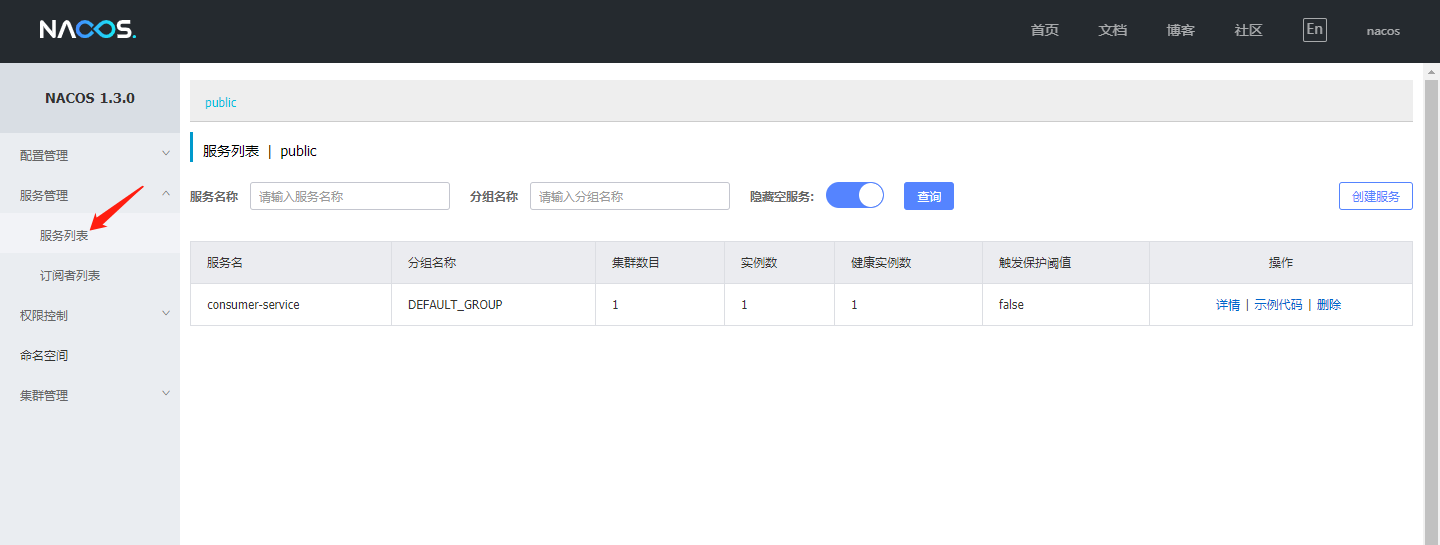 NACOS.
首页 文档 博客 社区 En nacos
NACOS 1.3.0
配置管理
服务管理
服务列表
订阅者列表
权限控制
命名空间
集群管理
public
服务列表 | public
服务名称 请输入服务名称 分组名称 请输入分组名称 隐藏空服务: 查询 创建服务
服务名 分组名称 集群数目 实例数 健康实例数 触发保护阈值 操作
consumer-service DEFAULT_GROUP 1 1 1 false 详情 | 示例代码 | 删除